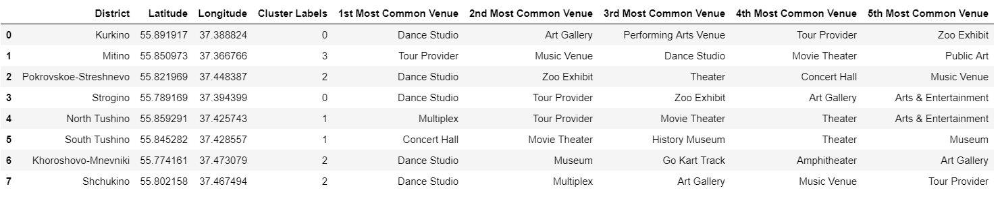 District Latitude Longitude Cluster Labels 1st Most Common Venue 2nd Most Common Venue 3rd Most Common Venue 4th Most Common Venue 5th Most Common Venue
0 Kurkino 55.891917 37.388824 0 Dance Studio Art Gallery Performing Arts Venue Tour Provider Zoo Exhibit
1 Mitino 55.850973 37.366766 3 Tour Provider Music Venue Dance Studio Movie Theater Public Art
2 Pokrovskoe-Streshnevo 55.821969 37.448387 2 Dance Studio Zoo Exhibit Theater Concert Hall Music Venue
3 Strogino 55.789169 37.394399 0 Dance Studio Tour Provider Zoo Exhibit Art Gallery Arts & Entertainment
4 North Tushino 55.859291 37.425743 1 Multiplex Tour Provider Movie Theater Theater Arts & Entertainment
5 South Tushino 55.845282 37.428557 1 Concert Hall Movie Theater History Museum Theater Museum
6 Khoroshovo-Mnevniki 55.774161 37.473079 2 Dance Studio Museum Go Kart Track Amphitheater Art Gallery
7 Shchukino 55.802158 37.467494 2 Dance Studio Multiplex Art Gallery Music Venue Tour Provider